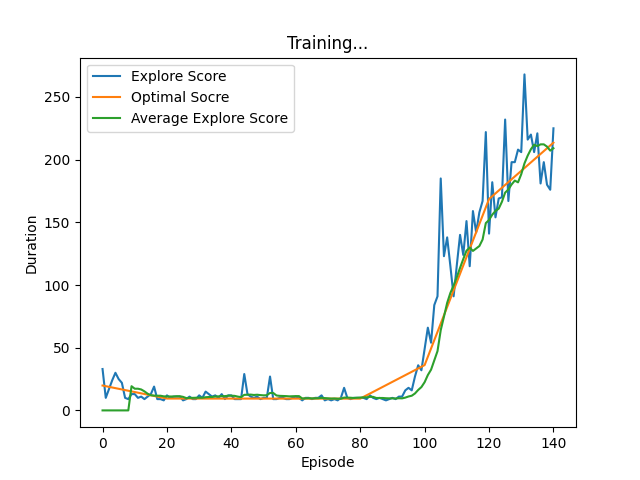 Training...
Explore Score
Optimal Socre
Average Explore Score
Duration
250
200
150
100
50
0
0 20 40 60 80 100 120 140
Episode